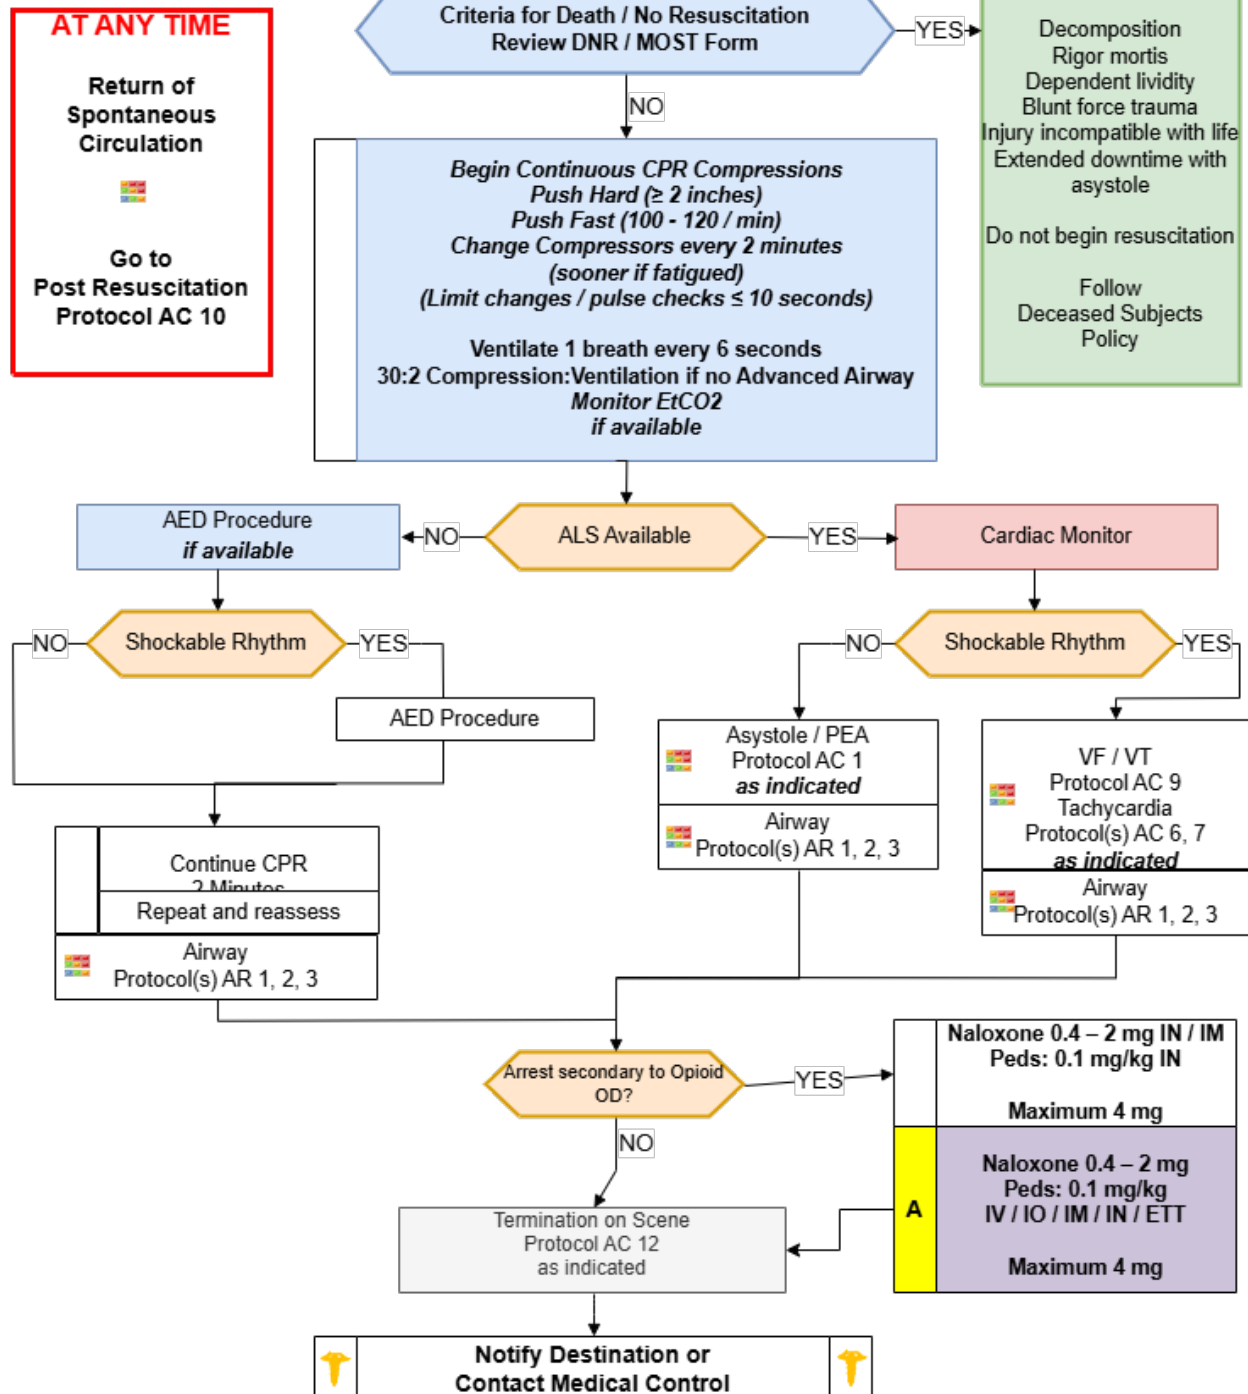 AT ANY TIME
Return of
Spontaneous
Circulation
Go to
Post Resuscitation
Protocol AC 10
Criteria for Death / No Resuscitation
Review DNR / MOST Form
YES
Decomposition
Rigor mortis
Dependent lividity
Blunt force trauma
Injury incompatible with life
Extended downtime with
asystole
Do not begin resuscitation
Follow
Deceased Subjects
Policy
NO
Begin Continuous CPR Compressions
Push Hard (≥ 2 inches)
Push Fast (100 - 120 / min)
Change Compressors every 2 minutes
(sooner if fatigued)
(Limit changes / pulse checks ≤ 10 seconds)
Ventilate 1 breath every 6 seconds
30:2 Compression:Ventilation if no Advanced Airway
Monitor EtCO2
if available
AED Procedure
if available
NO
ALS Available
YES
Cardiac Monitor
NO
Shockable Rhythm
YES
NO
Shockable Rhythm
YES
AED Procedure
Asystole / PEA
Protocol AC 1
as indicated
Airway
Protocol(s) AR 1, 2, 3
VF / VT
Protocol AC 9
Tachycardia
Protocol(s) AC 6, 7
as indicated
Airway
Protocol(s) AR 1, 2, 3
Continue CPR
2 Minutes
Repeat and reassess
Airway
Protocol(s) AR 1, 2, 3
Arrest secondary to Opioid
OD?
YES
Naloxone 0.4 – 2 mg IN / IM
Peds: 0.1 mg/kg IN
Maximum 4 mg
NO
A
Naloxone 0.4 – 2 mg
Peds: 0.1 mg/kg
IV / IO / IM / IN / ETT
Maximum 4 mg
Termination on Scene
Protocol AC 12
as indicated
Notify Destination or
Contact Medical Control